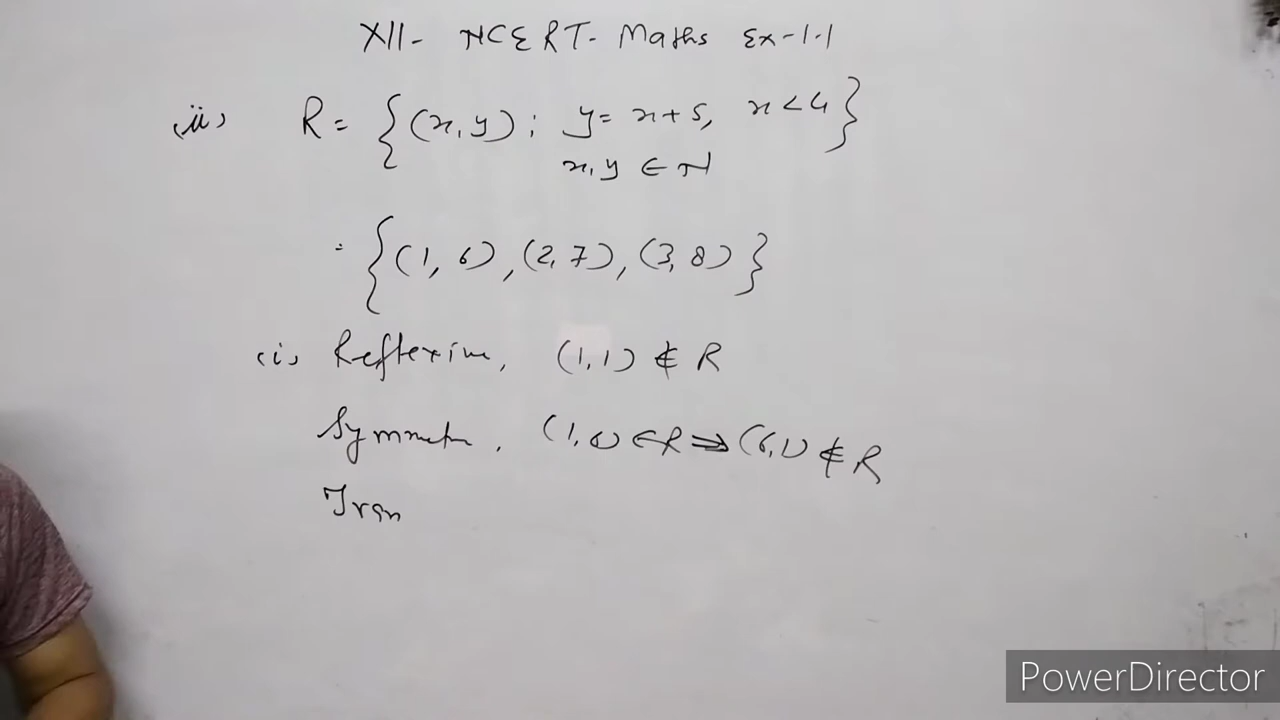 XII- NCERT- Maths Ex-1.1
(ii) R = {(x, y) ; y = x + 5, x < 4}
x, y ∈ N
= {(1, 6), (2, 7), (3, 8)}
(i) Reflexive, (1, 1) ∉ R
Symmetr, (1, 6) ∈ R ⇒ (6, 1) ∉ R
Tran
PowerDirector